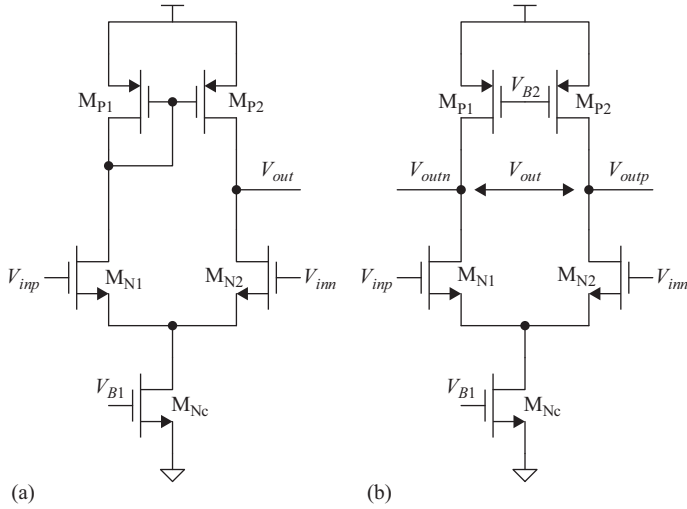 M_P1 M_P2 M_P1 V_B2 M_P2
V_out V_outn V_out V_outp
V_inp M_N1 M_N2 V_inn V_inp M_N1 M_N2 V_inn
V_B1 M_Nc V_B1 M_Nc
(a) (b)